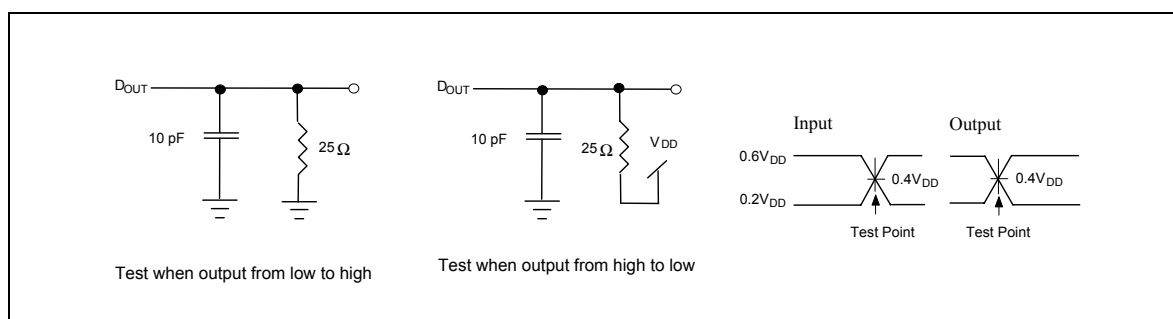 DOUT
10 pF
25Ω
Test when output from low to high
DOUT
10 pF
25Ω
VDD
Test when output from high to low
Input
Output
0.6VDD
0.2VDD
0.4VDD
0.4VDD
Test Point
Test Point